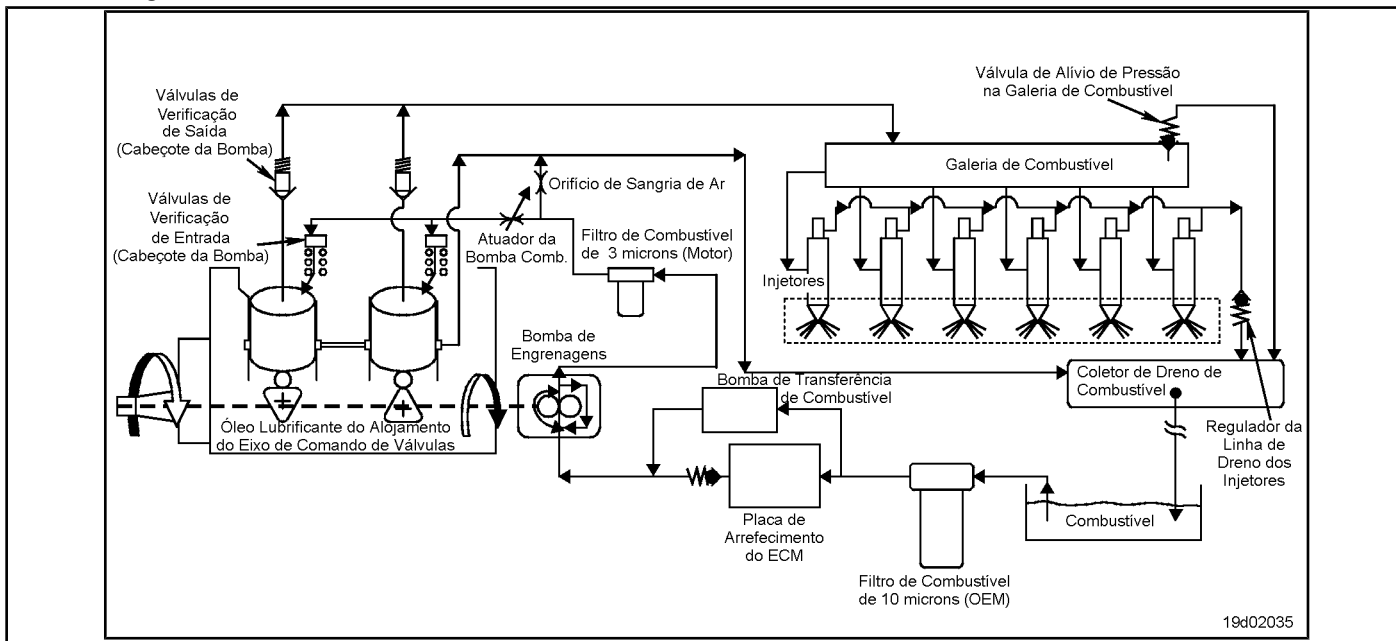 Válvulas de
Verificação
de Saída
(Cabeçote da Bomba)
Válvulas de
Verificação
de Entrada
(Cabeçote da Bomba)
Orifício de Sangria de Ar
Atuador da
Bomba Comb.
Filtro de Combustível
de 3 microns (Motor)
Válvula de Alívio de Pressão
na Galeria de Combustível
Galeria de Combustível
Injetores
Bomba de
Engrenagens
Óleo Lubrificante do Alojamento
do Eixo de Comando de Válvulas
Bomba de Transferência
de Combustível
Coletor de Dreno de
Combustível
Regulador da
Linha de
Dreno dos
Injetores
Placa de
Arrefecimento
do ECM
Combustível
Filtro de Combustível
de 10 microns (OEM)
19d02035